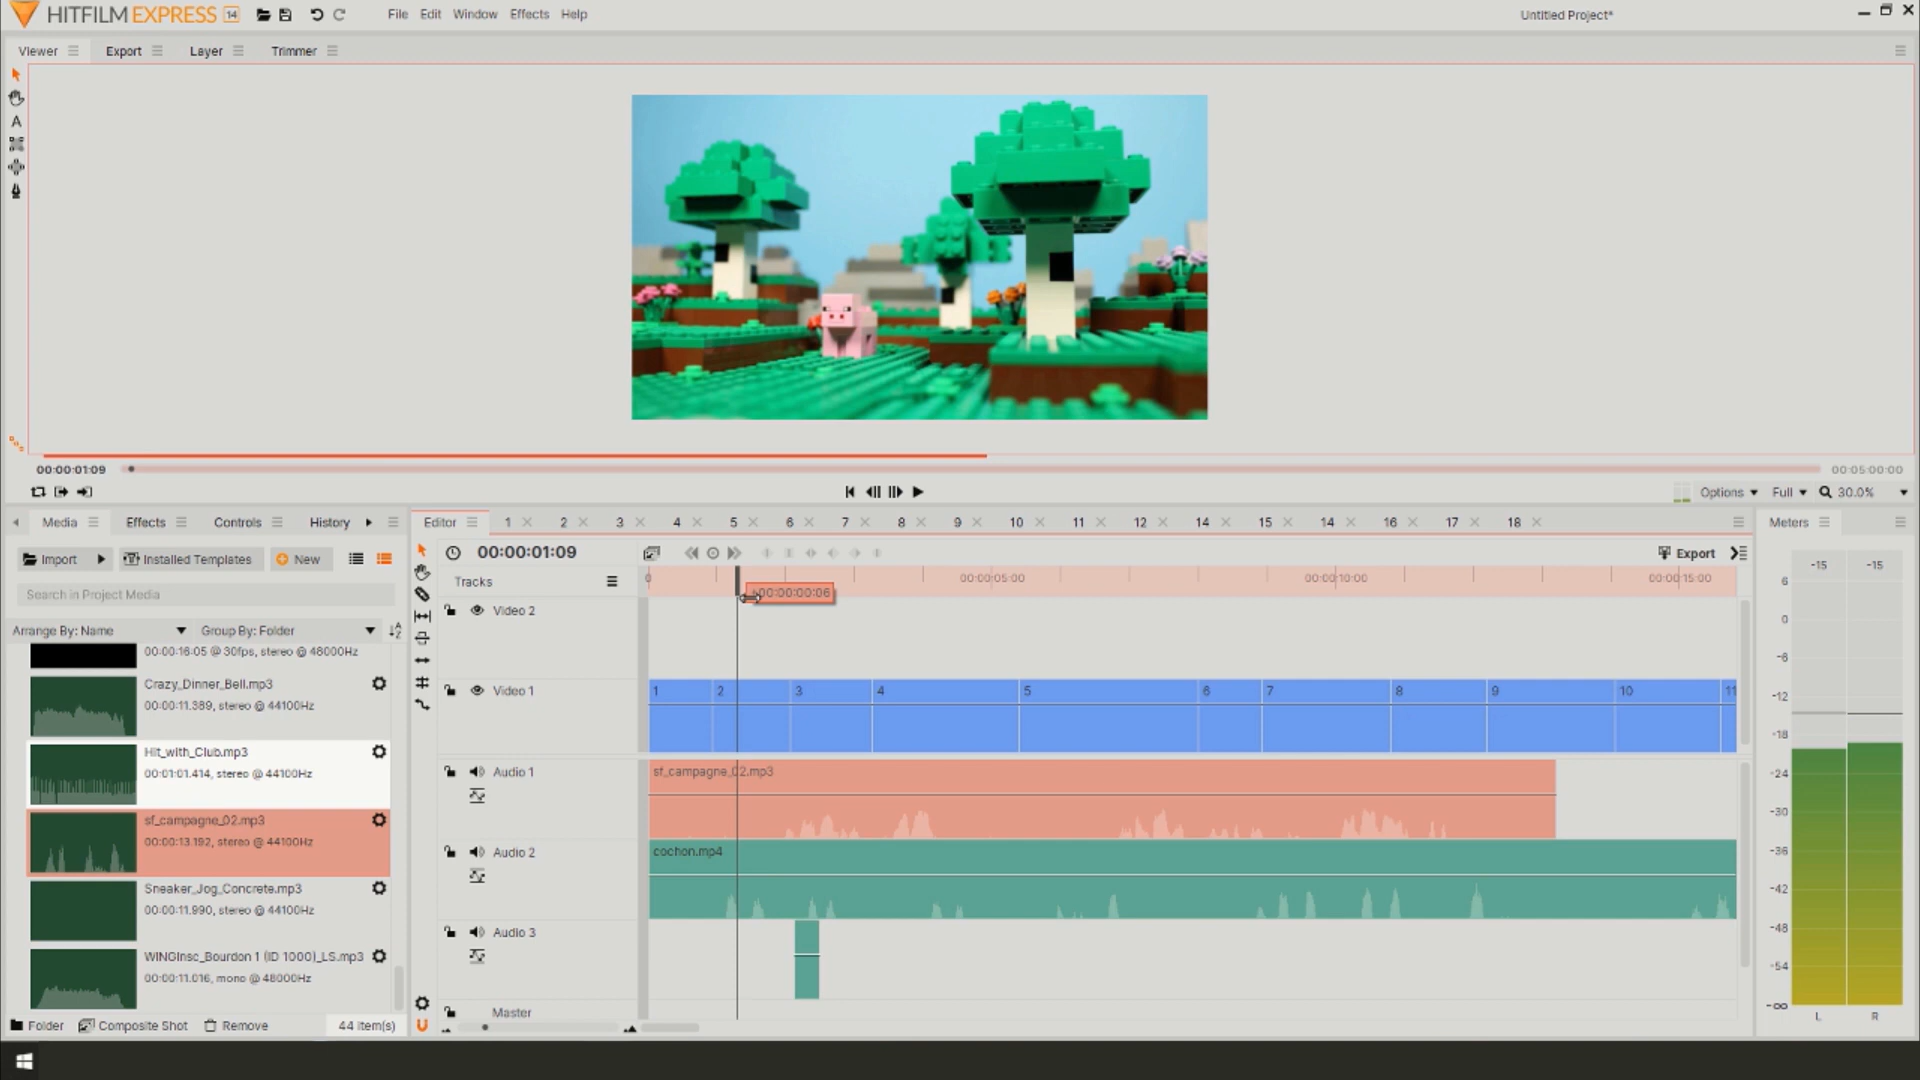 HITFILM EXPRESS 14 File Edit Window Effects Help Untitled Project*
Viewer Export Layer Trimmer
A
00:00:01:09 00:05:00:00
Options Full 30.0%
Media Effects Controls History
Editor 1 2 3 4 5 6 7 8 9 10 11 12 14 15 14 16 17 18
Meters
Import Installed Templates New
00:00:01:09
Export
-15 -15
Tracks
0 00:00:05:00 00:00:10:00 00:00:15:00
+00:00:00:06
Search in Project Media
Arrange By: Name Group By: Folder
00:00:16:05 @ 30fps, stereo @ 48000Hz
Crazy_Dinner_Bell.mp3
00:00:11.389, stereo @ 44100Hz
Hit_with_Club.mp3
00:01:01.414, stereo @ 44100Hz
sf_campagne_02.mp3
00:00:13.192, stereo @ 44100Hz
Sneaker_Jog_Concrete.mp3
00:00:11.990, stereo @ 44100Hz
WINGInsc_Bourdon 1 (ID 1000)_LS.mp3
00:00:11.016, mono @ 48000Hz
Folder Composite Shot Remove 44 item(s)
Video 2
Video 1
1 2 3 4 5 6 7 8 9 10 11
Audio 1
sf_campagne_02.mp3
Audio 2
cochon.mp4
Audio 3
Master
6
0
-6
-12
-18
-24
-30
-36
-42
-48
-54
-∞
L R